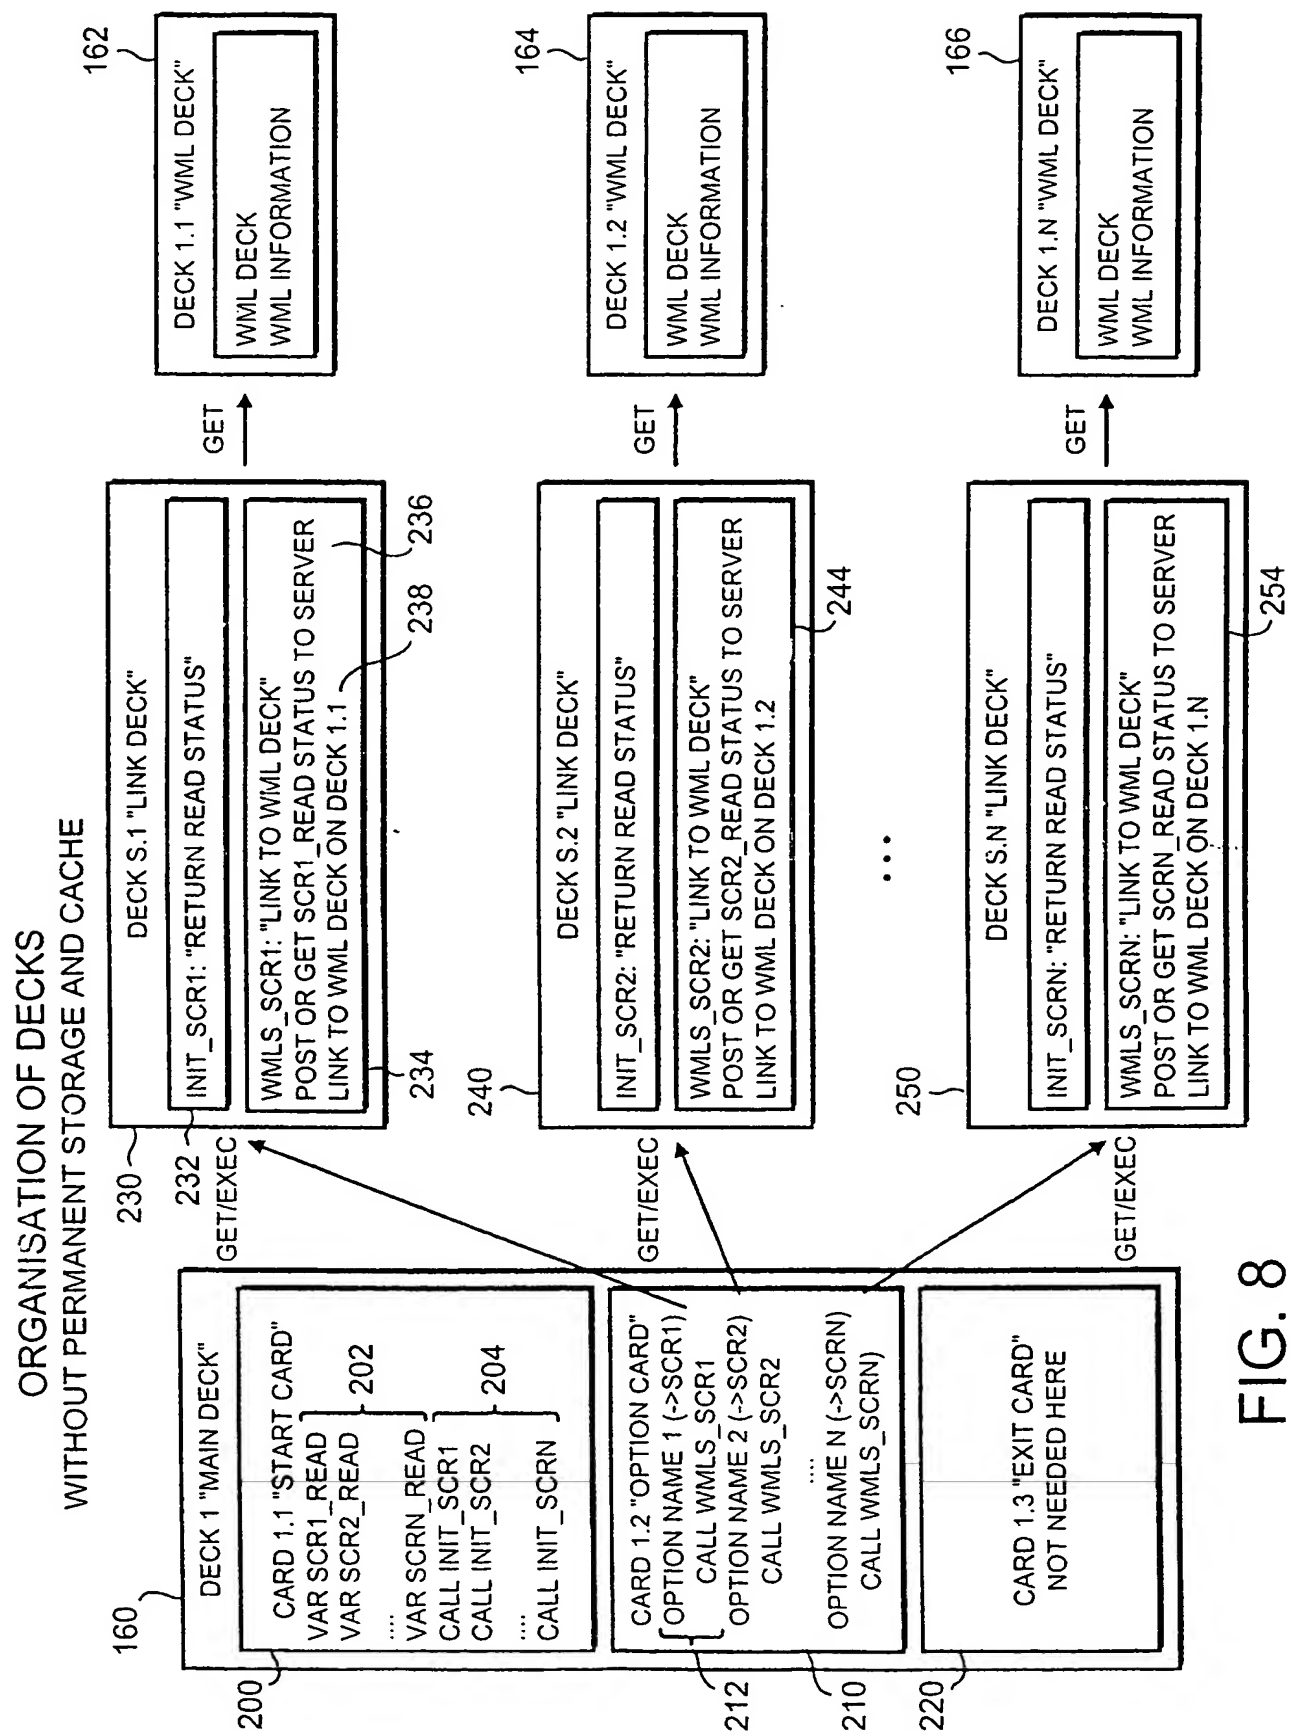 ORGANISATION OF DECKS
WITHOUT PERMANENT STORAGE AND CACHE
160
DECK 1 "MAIN DECK"
200
CARD 1.1 "START CARD"
VAR SCR1_READ
VAR SCR2_READ
....
VAR SCRN_READ
202
CALL INIT_SCR1
CALL INIT_SCR2
....
CALL INIT_SCRN
204
212
210
CARD 1.2 "OPTION CARD"
OPTION NAME 1 (->SCR1)
CALL WMLS_SCR1
OPTION NAME 2 (->SCR2)
CALL WMLS_SCR2
....
OPTION NAME N (->SCRN)
CALL WMLS_SCRN)
220
CARD 1.3 "EXIT CARD"
NOT NEEDED HERE
GET/EXEC
230
232
DECK S.1 "LINK DECK"
INIT_SCR1: "RETURN READ STATUS"
WMLS_SCR1: "LINK TO WML DECK"
POST OR GET SCR1_READ STATUS TO SERVER
LINK TO WML DECK ON DECK 1.1
234
238
236
GET
162
DECK 1.1 "WML DECK"
WML DECK
WML INFORMATION
GET/EXEC
240
DECK S.2 "LINK DECK"
INIT_SCR2: "RETURN READ STATUS"
WMLS_SCR2: "LINK TO WML DECK"
POST OR GET SCR2_READ STATUS TO SERVER
LINK TO WML DECK ON DECK 1.2
244
GET
164
DECK 1.2 "WML DECK"
WML DECK
WML INFORMATION
...
GET/EXEC
250
DECK S.N "LINK DECK"
INIT_SCRN: "RETURN READ STATUS"
WMLS_SCRN: "LINK TO WML DECK"
POST OR GET SCRN_READ STATUS TO SERVER
LINK TO WML DECK ON DECK 1.N
254
GET
166
DECK 1.N "WML DECK"
WML DECK
WML INFORMATION
FIG. 8